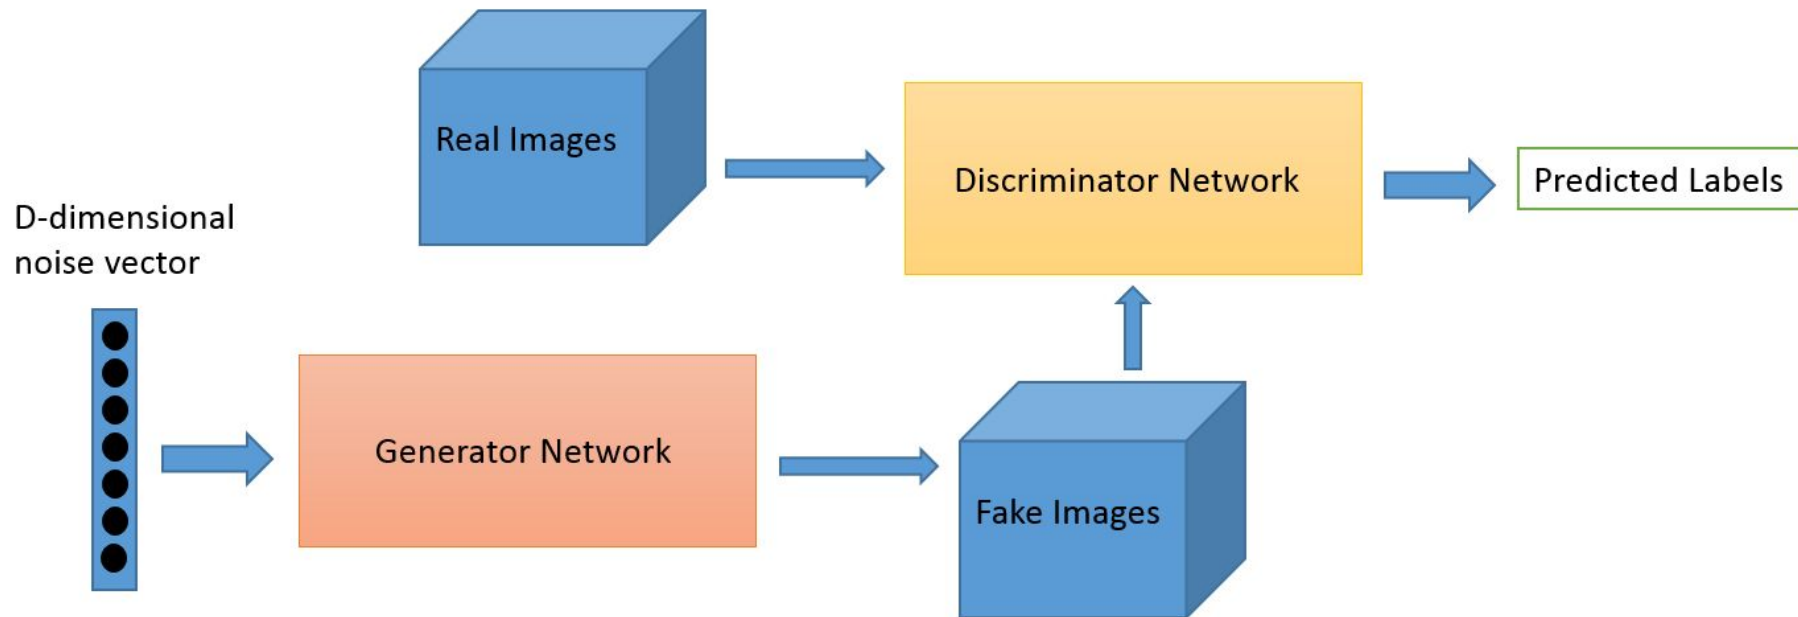 Real Images
Discriminator Network
Predicted Labels
D-dimensional
noise vector
Generator Network
Fake Images